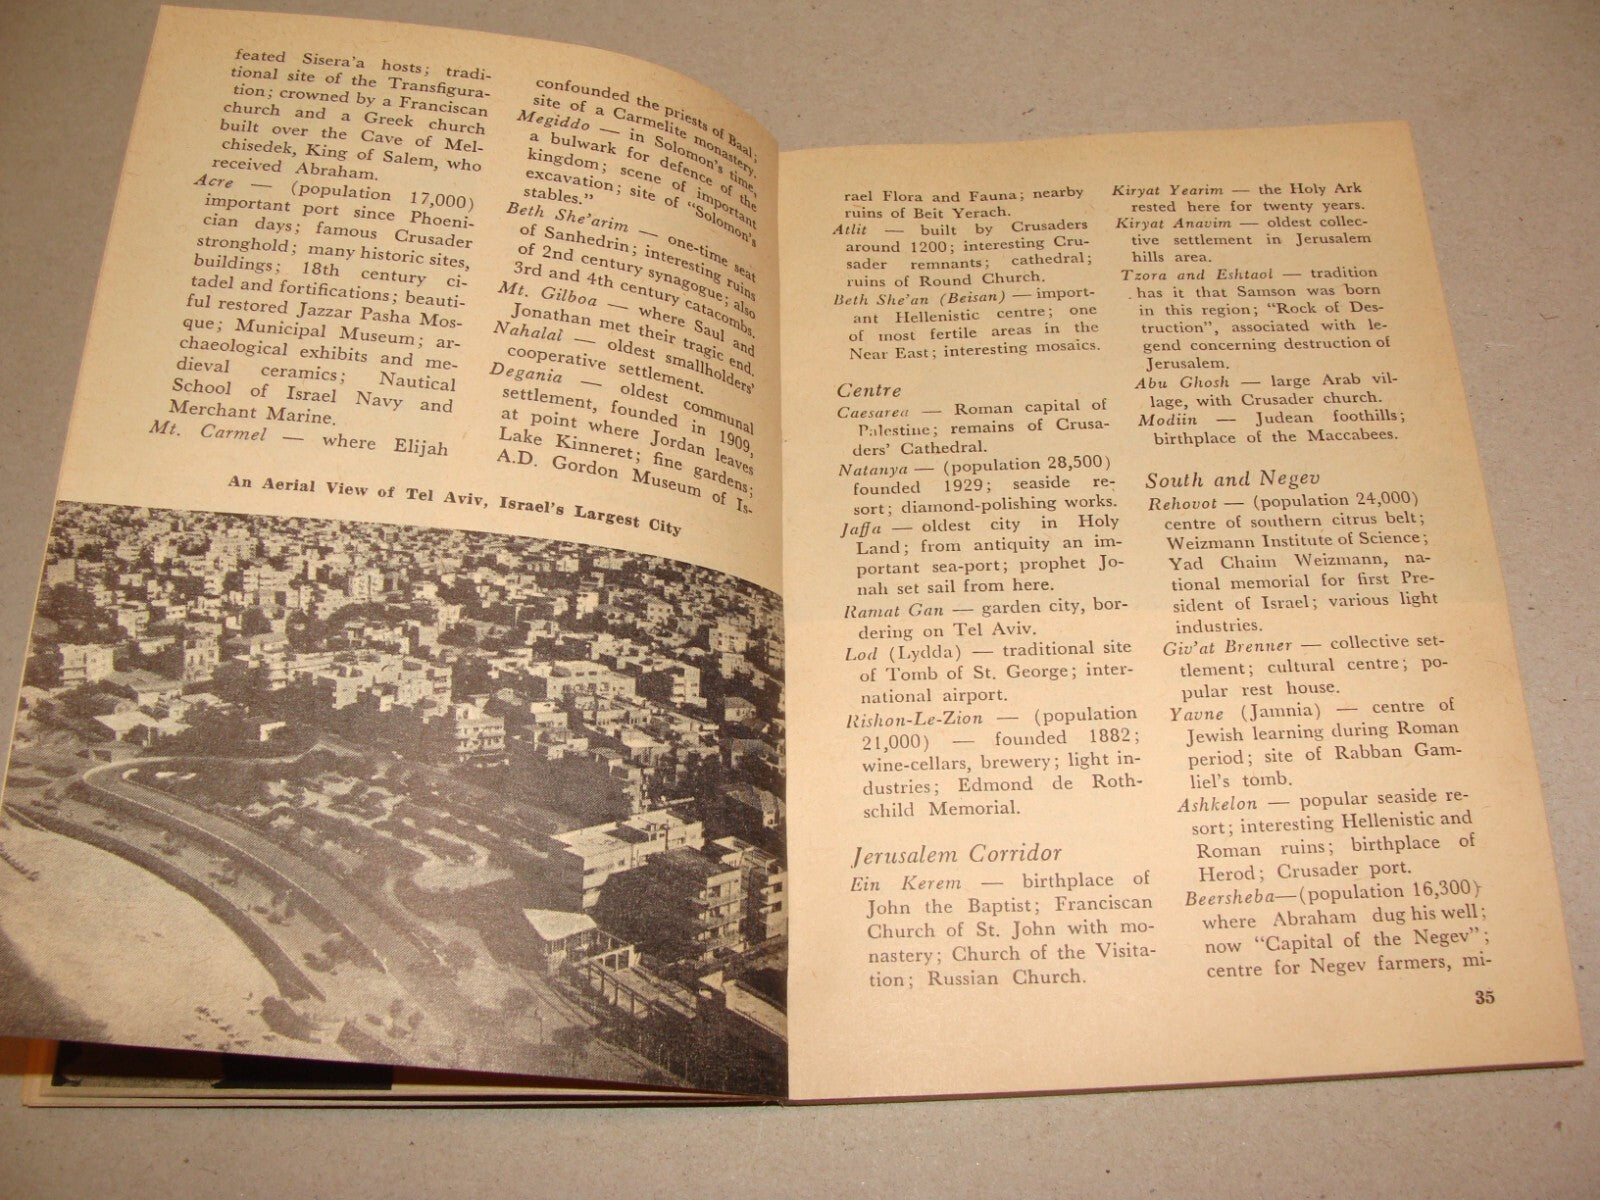 feated Sisera'a hosts; tradi-
tional site of the Transfigura-
tion; crowned by a Franciscan
church and a Greek church
built over the Cave of Mel-
chisedek, King of Salem, who
received Abraham.
Acre — (population 17,000)
important port since Phoeni-
cian days; famous Crusader
stronghold; many historic sites,
buildings; 18th century ci-
tadel and fortifications; beauti-
ful restored Jazzar Pasha Mos-
que; Municipal Museum; ar-
chaeological exhibits and me-
dieval ceramics; Nautical
School of Israel Navy and
Merchant Marine.
Mt. Carmel — where Elijah
confounded the priests of Baal;
site of a Carmelite monastery.
Megiddo — in Solomon's time,
a bulwark for defence of the
kingdom; scene of important
excavation; site of "Solomon's
stables."
Beth She'arim — one-time seat
of Sanhedrin; interesting ruins
of 2nd century synagogue; also
3rd and 4th century catacombs.
Mt. Gilboa — where Saul and
Jonathan met their tragic end.
Nahalal — oldest smallholders'
cooperative settlement.
Degania — oldest communal
settlement, founded in 1909,
at point where Jordan leaves
Lake Kinneret; fine gardens;
A.D. Gordon Museum of Is-
An Aerial View of Tel Aviv, Israel's Largest City
rael Flora and Fauna; nearby
ruins of Beit Yerach.
Atlit — built by Crusaders
around 1200; interesting Cru-
sader remnants; cathedral;
ruins of Round Church.
Beth She'an (Beisan) — import-
ant Hellenistic centre; one
of most fertile areas in the
Near East; interesting mosaics.
Centre
Caesarea — Roman capital of
Palestine; remains of Crusa-
ders' Cathedral.
Natanya — (population 28,500)
founded 1929; seaside re-
sort; diamond-polishing works.
Jaffa — oldest city in Holy
Land; from antiquity an im-
portant sea-port; prophet Jo-
nah set sail from here.
Ramat Gan — garden city, bor-
dering on Tel Aviv.
Lod (Lydda) — traditional site
of Tomb of St. George; inter-
national airport.
Rishon-Le-Zion — (population
21,000) — founded 1882;
wine-cellars, brewery; light in-
dustries; Edmond de Roth-
schild Memorial.
Jerusalem Corridor
Ein Kerem — birthplace of
John the Baptist; Franciscan
Church of St. John with mo-
nastery; Church of the Visita-
tion; Russian Church.
Kiryat Yearim — the Holy Ark
rested here for twenty years.
Kiryat Anavim — oldest collec-
tive settlement in Jerusalem
hills area.
Tzora and Eshtaol — tradition
has it that Samson was born
in this region; "Rock of Des-
truction", associated with le-
gend concerning destruction of
Jerusalem.
Abu Ghosh — large Arab vil-
lage, with Crusader church.
Modiin — Judean foothills;
birthplace of the Maccabees.
South and Negev
Rehovot — (population 24,000)
centre of southern citrus belt;
Weizmann Institute of Science;
Yad Chaim Weizmann, na-
tional memorial for first Pre-
sident of Israel; various light
industries.
Giv'at Brenner — collective set-
tlement; cultural centre; po-
pular rest house.
Yavne (Jamnia) — centre of
Jewish learning during Roman
period; site of Rabban Gam-
liel's tomb.
Ashkelon — popular seaside re-
sort; interesting Hellenistic and
Roman ruins; birthplace of
Herod; Crusader port.
Beersheba—(population 16,300)
where Abraham dug his well;
now "Capital of the Negev";
centre for Negev farmers, mi-
35